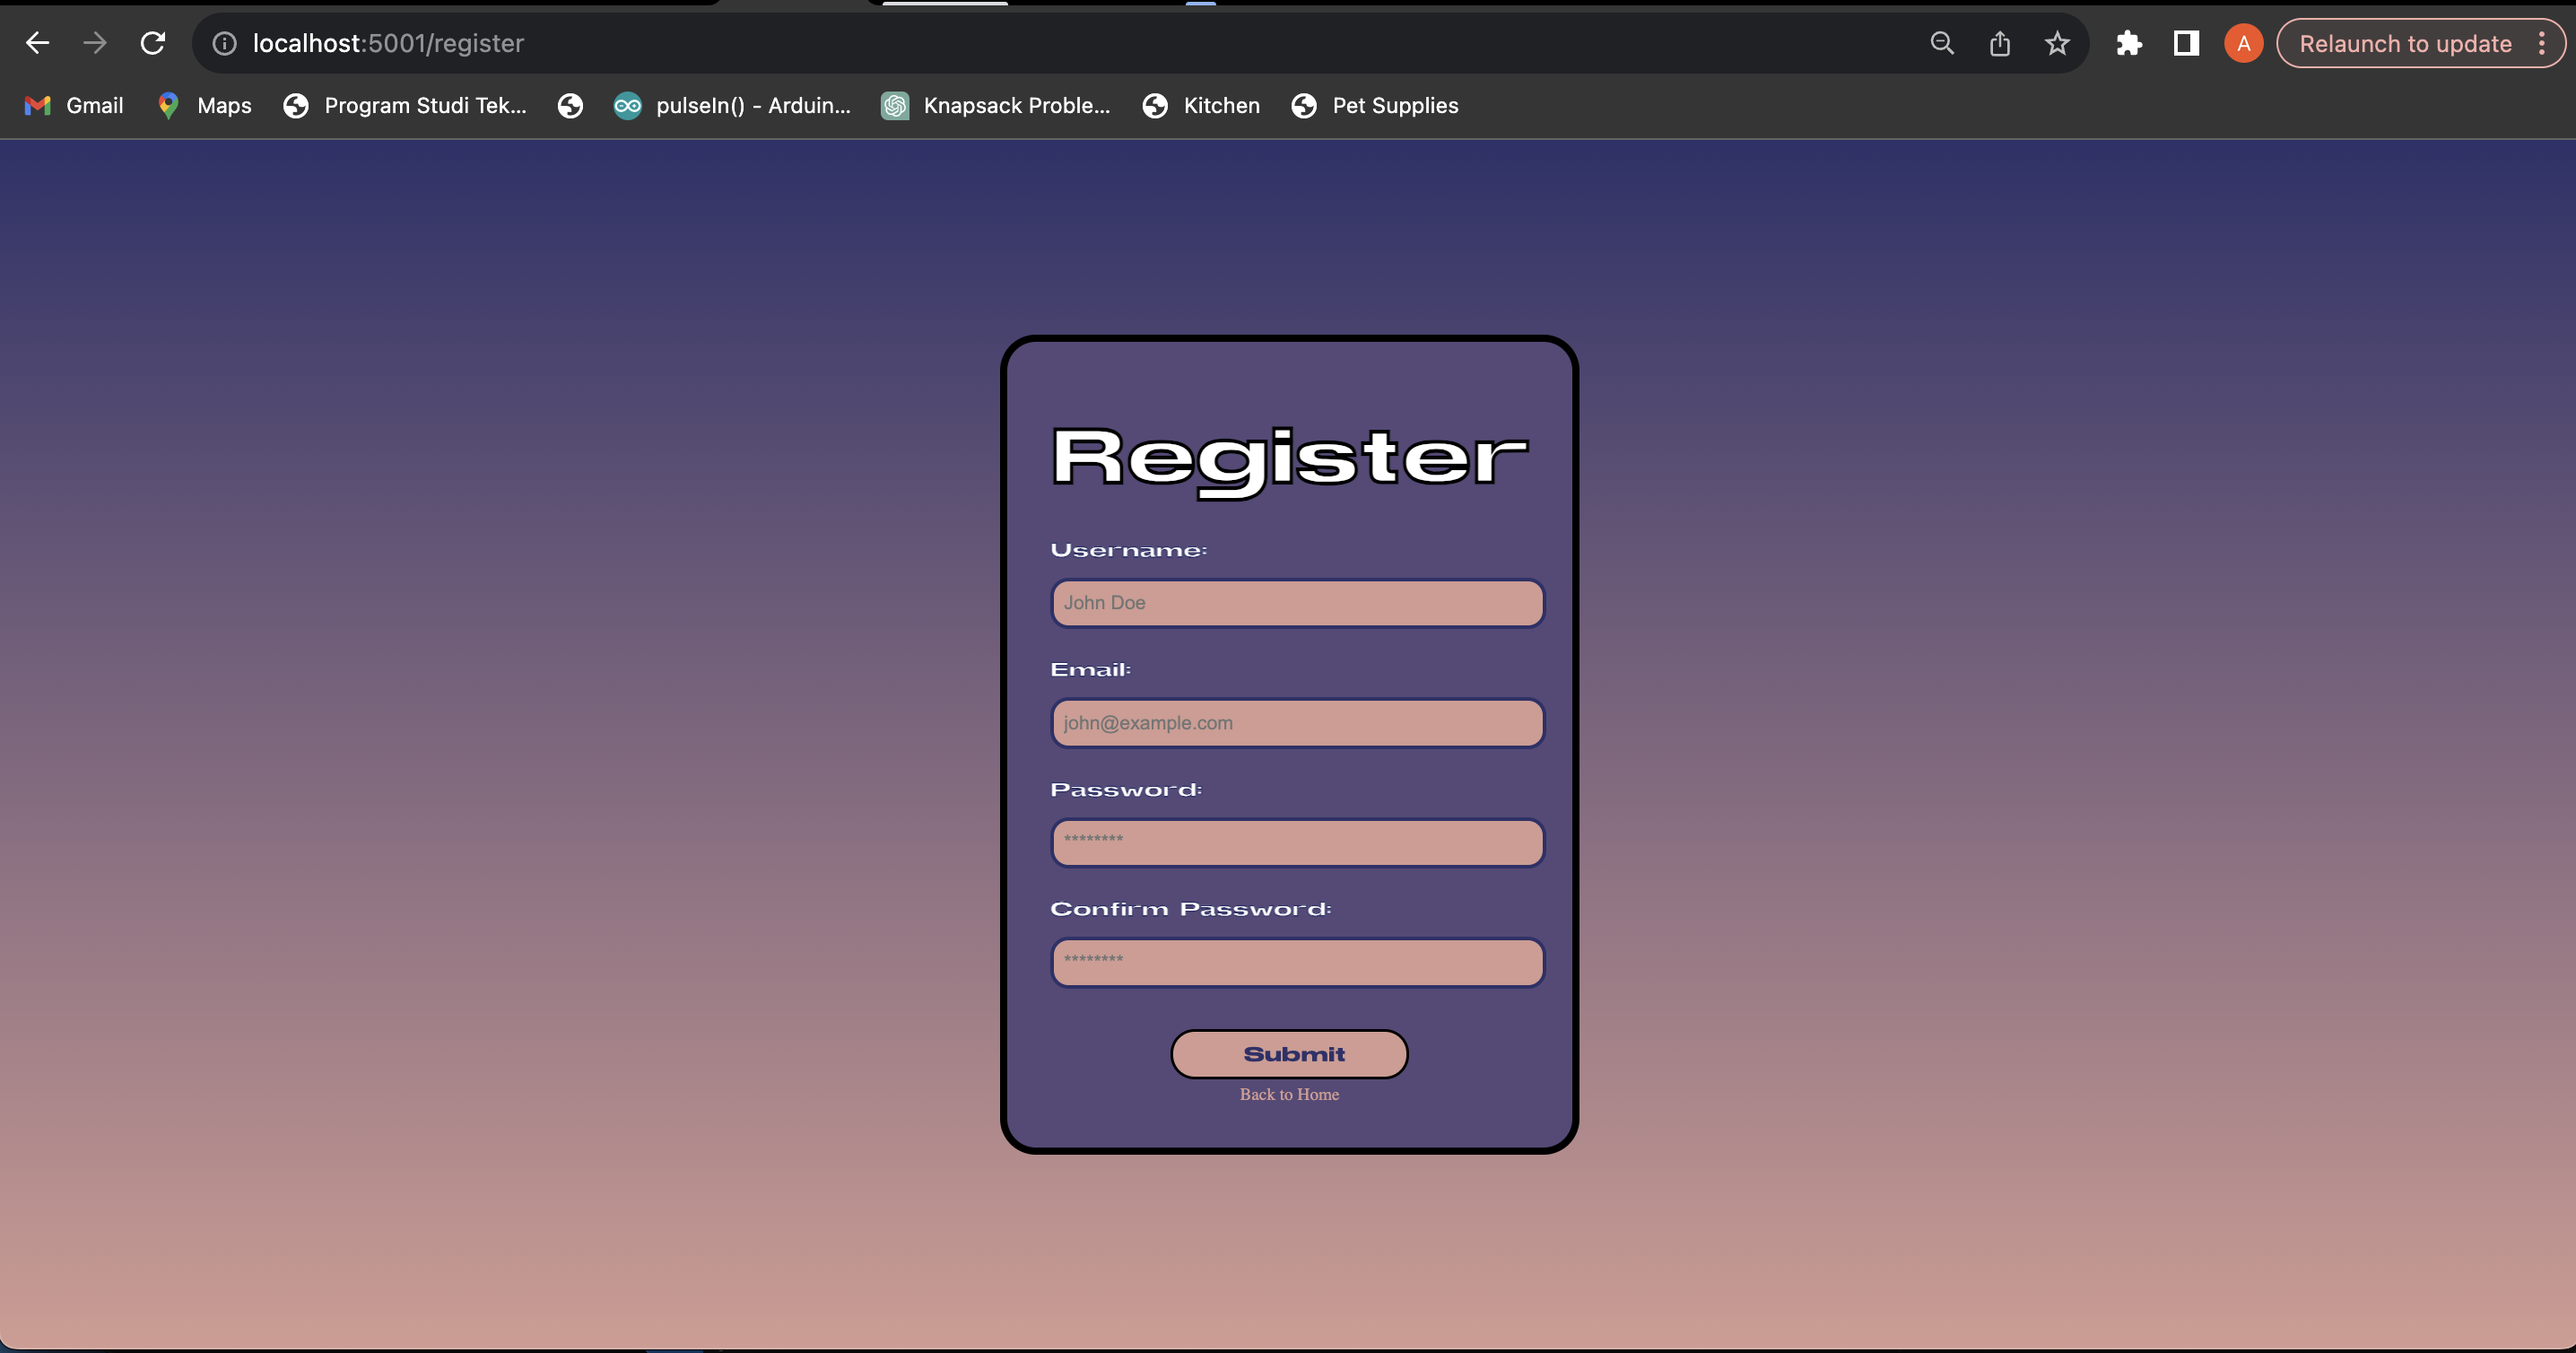 localhost:5001/register
A
Relaunch to update
Gmail Maps Program Studi Tek... pulseIn() - Arduin... Knapsack Proble... Kitchen Pet Supplies
Register
Username:
John Doe
Email:
john@example.com
Password:
********
Confirm Password:
********
Submit
Back to Home